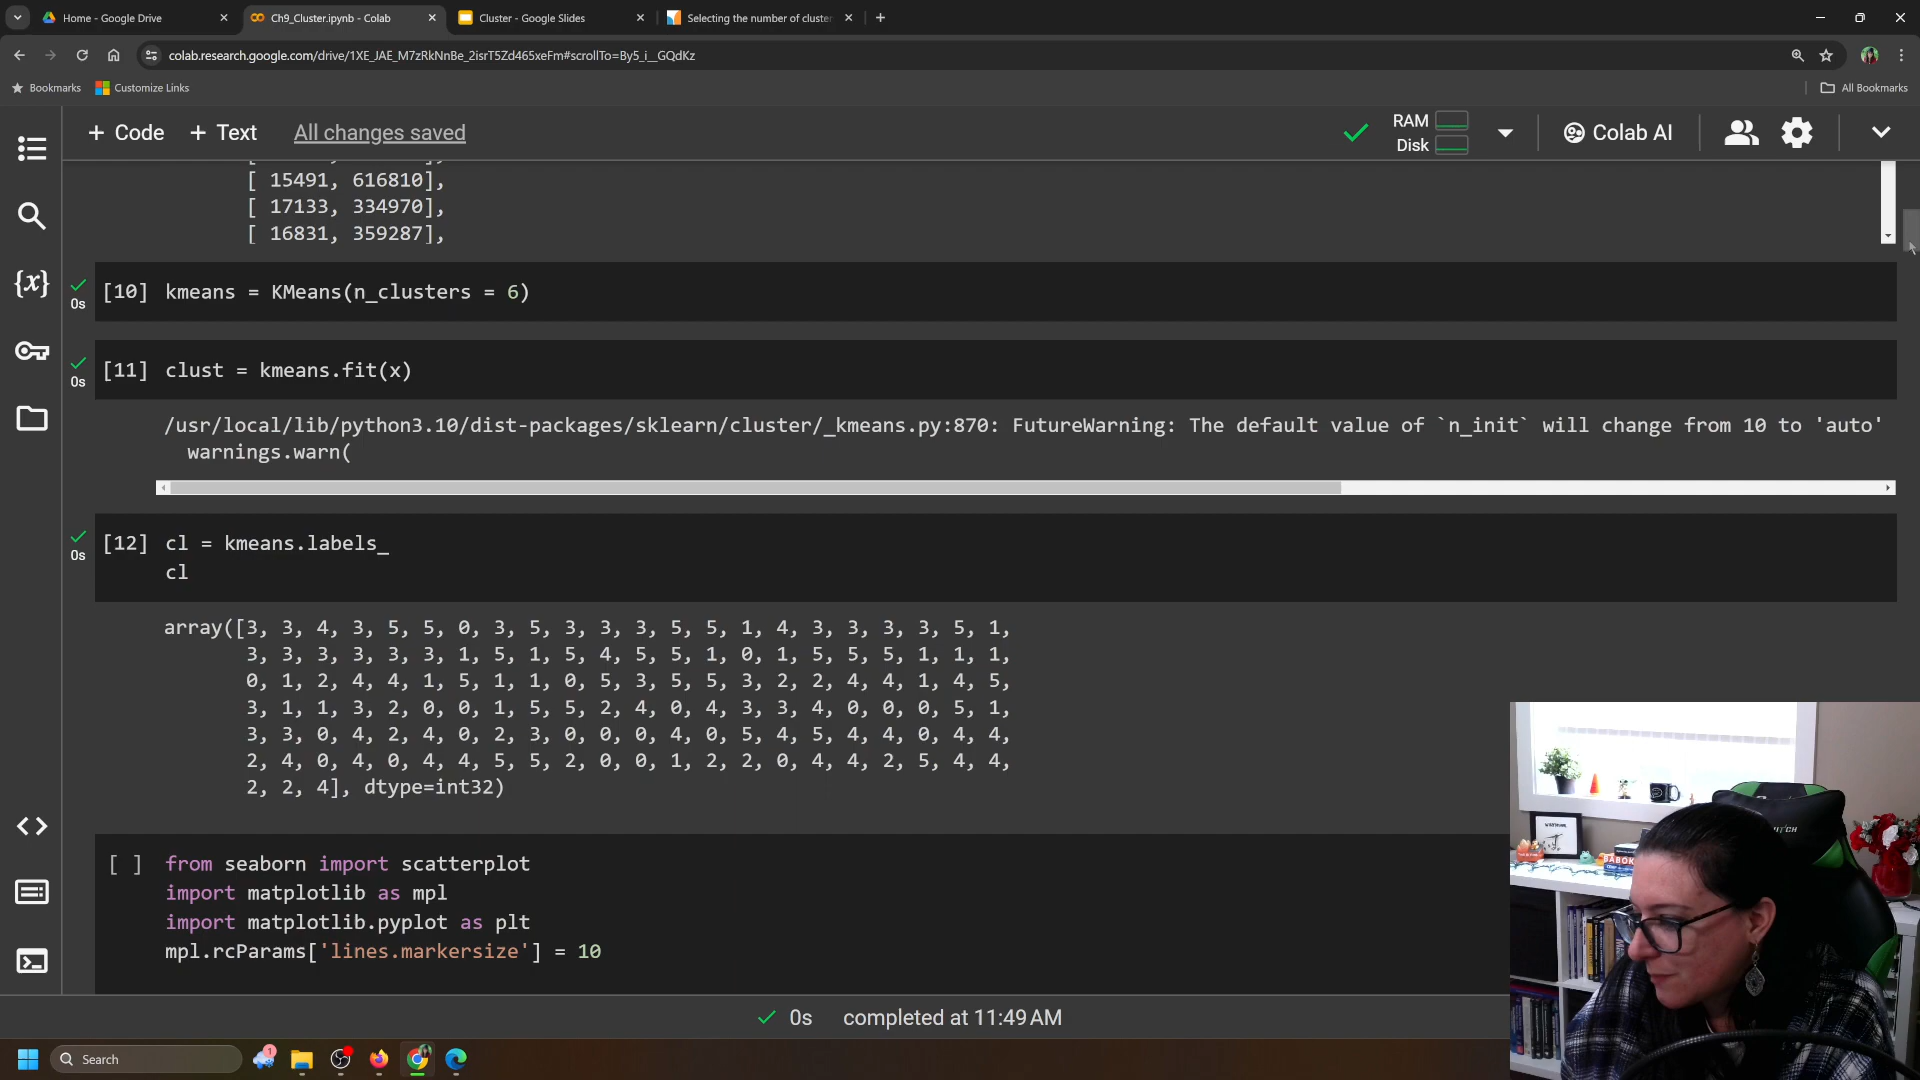 Home - Google Drive
Ch9_Cluster.ipynb - Colab
Cluster - Google Slides
Selecting the number of cluster
colab.research.google.com/drive/1XE_JAE_M7zRkNnBe_2isrT5Zd465xeFm#scrollTo=By5_i__GQdKz
Bookmarks
Customize Links
All Bookmarks
+ Code + Text All changes saved
RAM
Disk
Colab AI
[ 15491, 616810],
[ 17133, 334970],
[ 16831, 359287],
[10] kmeans = KMeans(n_clusters = 6)
0s
[11] clust = kmeans.fit(x)
0s
/usr/local/lib/python3.10/dist-packages/sklearn/cluster/_kmeans.py:870: FutureWarning: The default value of `n_init` will change from 10 to 'auto'
warnings.warn(
[12] cl = kmeans.labels_
0s
cl
array([3, 3, 4, 3, 5, 5, 0, 3, 5, 3, 3, 3, 5, 5, 1, 4, 3, 3, 3, 3, 5, 1,
3, 3, 3, 3, 3, 3, 1, 5, 1, 5, 4, 5, 5, 1, 0, 1, 5, 5, 5, 1, 1, 1,
0, 1, 2, 4, 4, 1, 5, 1, 1, 0, 5, 3, 5, 5, 3, 2, 2, 4, 4, 1, 4, 5,
3, 1, 1, 3, 2, 0, 0, 1, 5, 5, 2, 4, 0, 4, 3, 3, 4, 0, 0, 0, 5, 1,
3, 3, 0, 4, 2, 4, 0, 2, 3, 0, 0, 0, 4, 0, 5, 4, 5, 4, 4, 0, 4, 4,
2, 4, 0, 4, 0, 4, 4, 5, 5, 2, 0, 0, 1, 2, 2, 0, 4, 4, 2, 5, 4, 4,
2, 2, 4], dtype=int32)
[ ] from seaborn import scatterplot
import matplotlib as mpl
import matplotlib.pyplot as plt
mpl.rcParams['lines.markersize'] = 10
0s completed at 11:49 AM
Search
1
BABOK